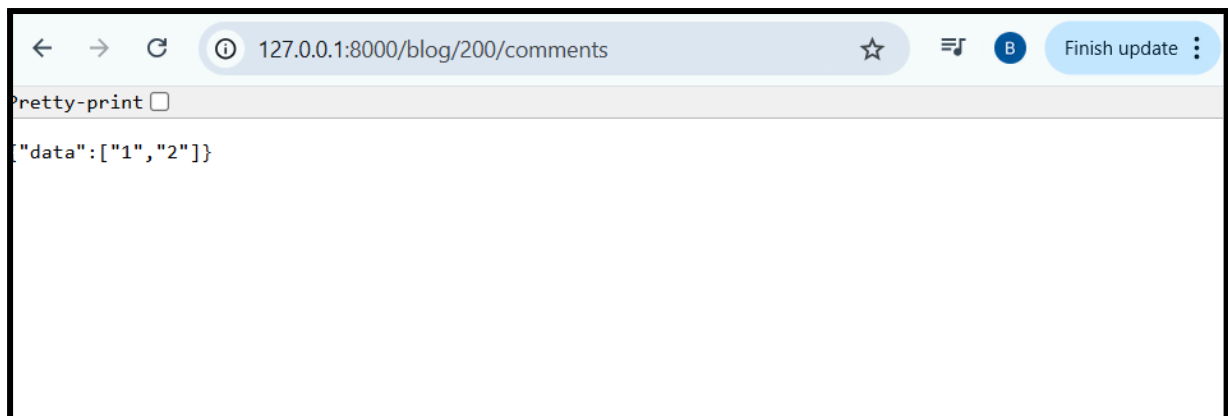 127.0.0.1:8000/blog/200/comments
B
Finish update
Pretty-print
{"data":["1","2"]}